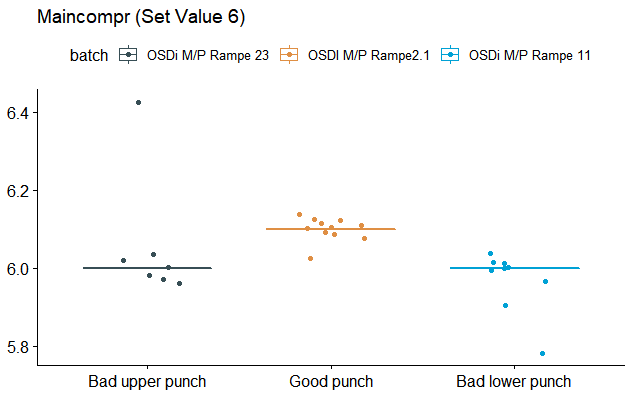 Maincompr (Set Value 6)
batch OSDi M/P Rampe 23 OSDI M/P Rampe2.1 OSDi M/P Rampe 11
6.4
6.2
6.0
5.8
Bad upper punch Good punch Bad lower punch